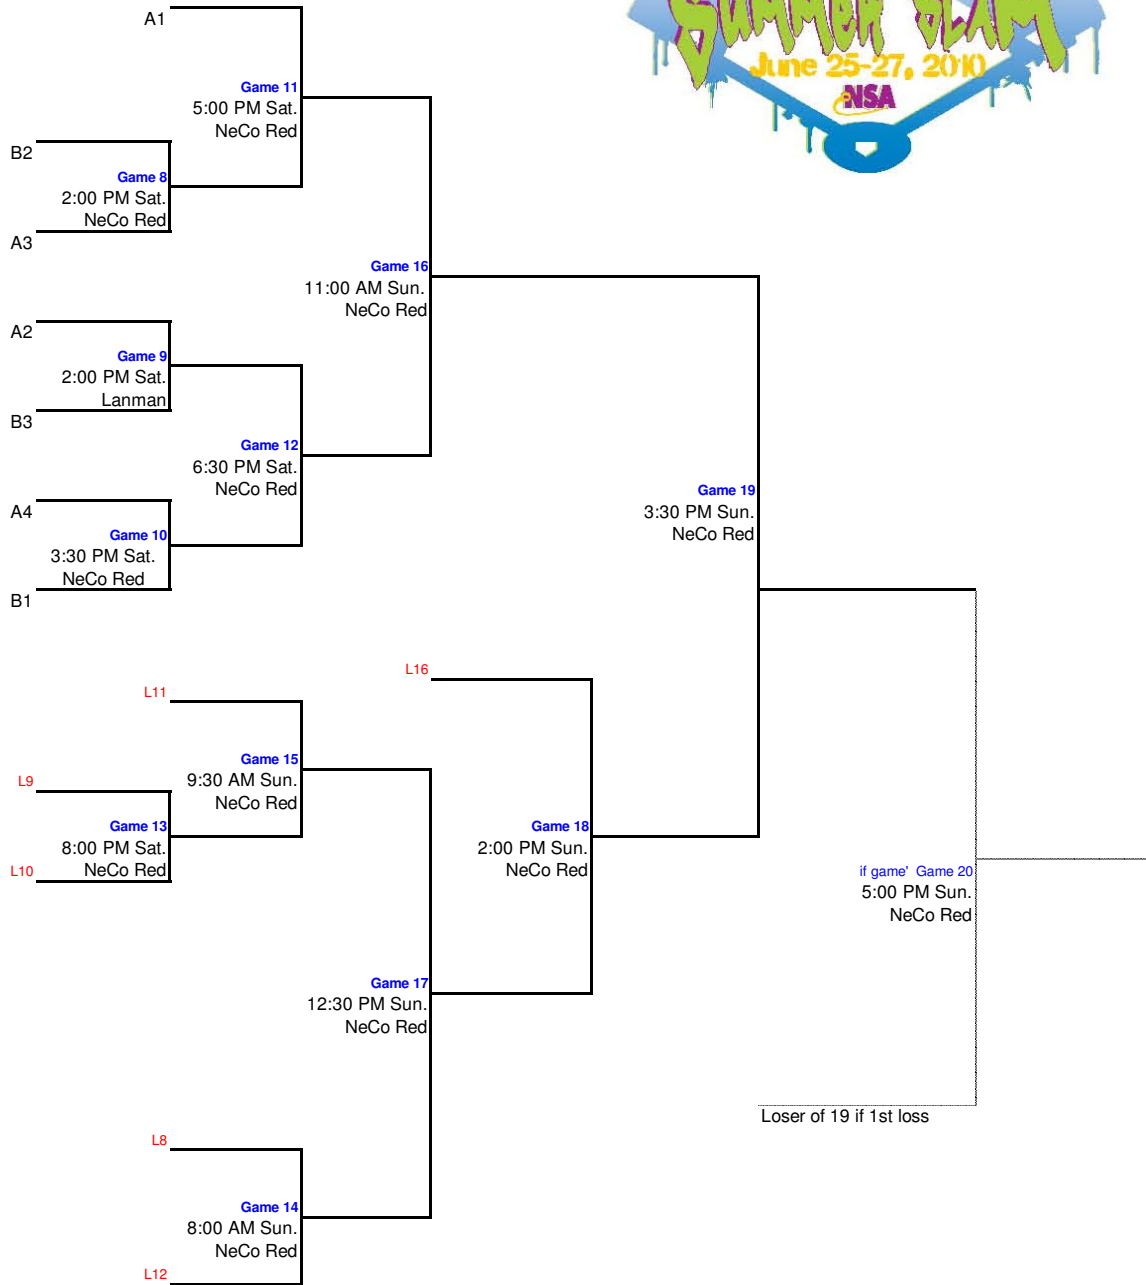 A1
SUMMER SLAM
June 25-27, 2010
NSA
Game 11
5:00 PM Sat.
NeCo Red
B2
Game 8
2:00 PM Sat.
NeCo Red
A3
Game 16
11:00 AM Sun.
NeCo Red
A2
Game 9
2:00 PM Sat.
Lanman
B3
Game 12
6:30 PM Sat.
NeCo Red
Game 19
3:30 PM Sun.
NeCo Red
A4
Game 10
3:30 PM Sat.
NeCo Red
B1
L16
L11
Game 15
9:30 AM Sun.
NeCo Red
L9
Game 13
8:00 PM Sat.
NeCo Red
L10
Game 18
2:00 PM Sun.
NeCo Red
if game' Game 20
5:00 PM Sun.
NeCo Red
Game 17
12:30 PM Sun.
NeCo Red
Loser of 19 if 1st loss
L8
Game 14
8:00 AM Sun.
NeCo Red
L12